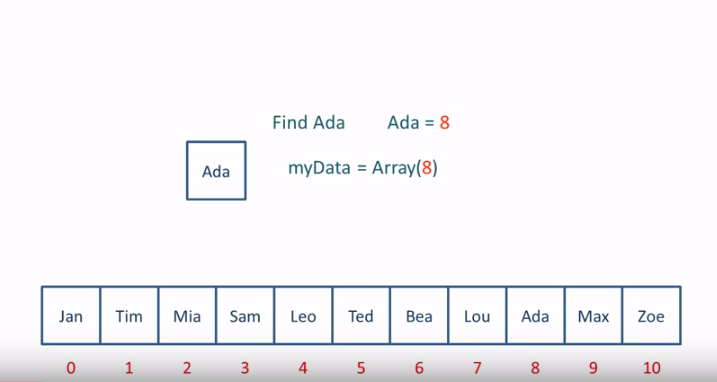 Find Ada Ada = 8
Ada
myData = Array(8)
Jan Tim Mia Sam Leo Ted Bea Lou Ada Max Zoe
0 1 2 3 4 5 6 7 8 9 10